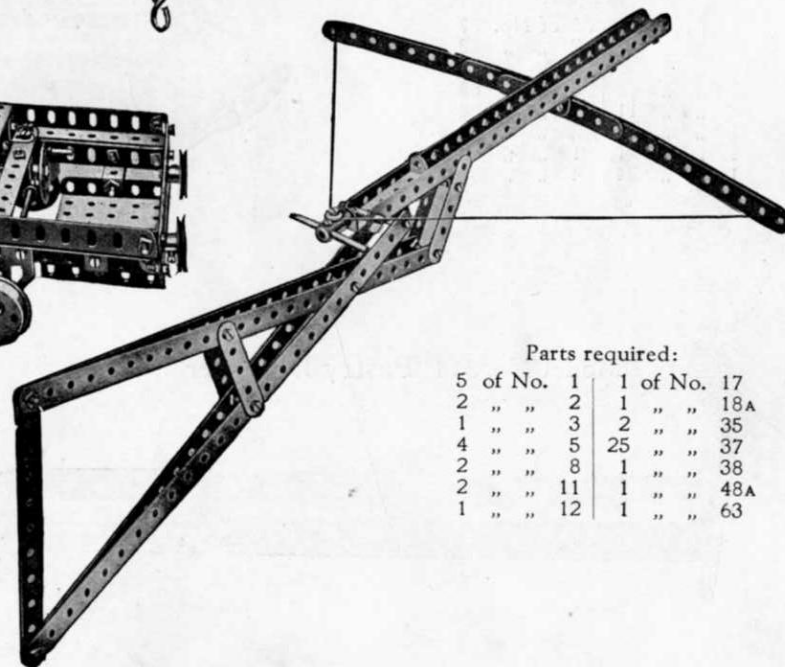 Parts required:
5 of No. 1 | 1 of No. 17
2 „ „ 2 | 1 „ „ 18A
1 „ „ 3 | 2 „ „ 35
4 „ „ 5 | 25 „ „ 37
2 „ „ 8 | 1 „ „ 38
2 „ „ 11 | 1 „ „ 48A
1 „ „ 12 | 1 „ „ 63